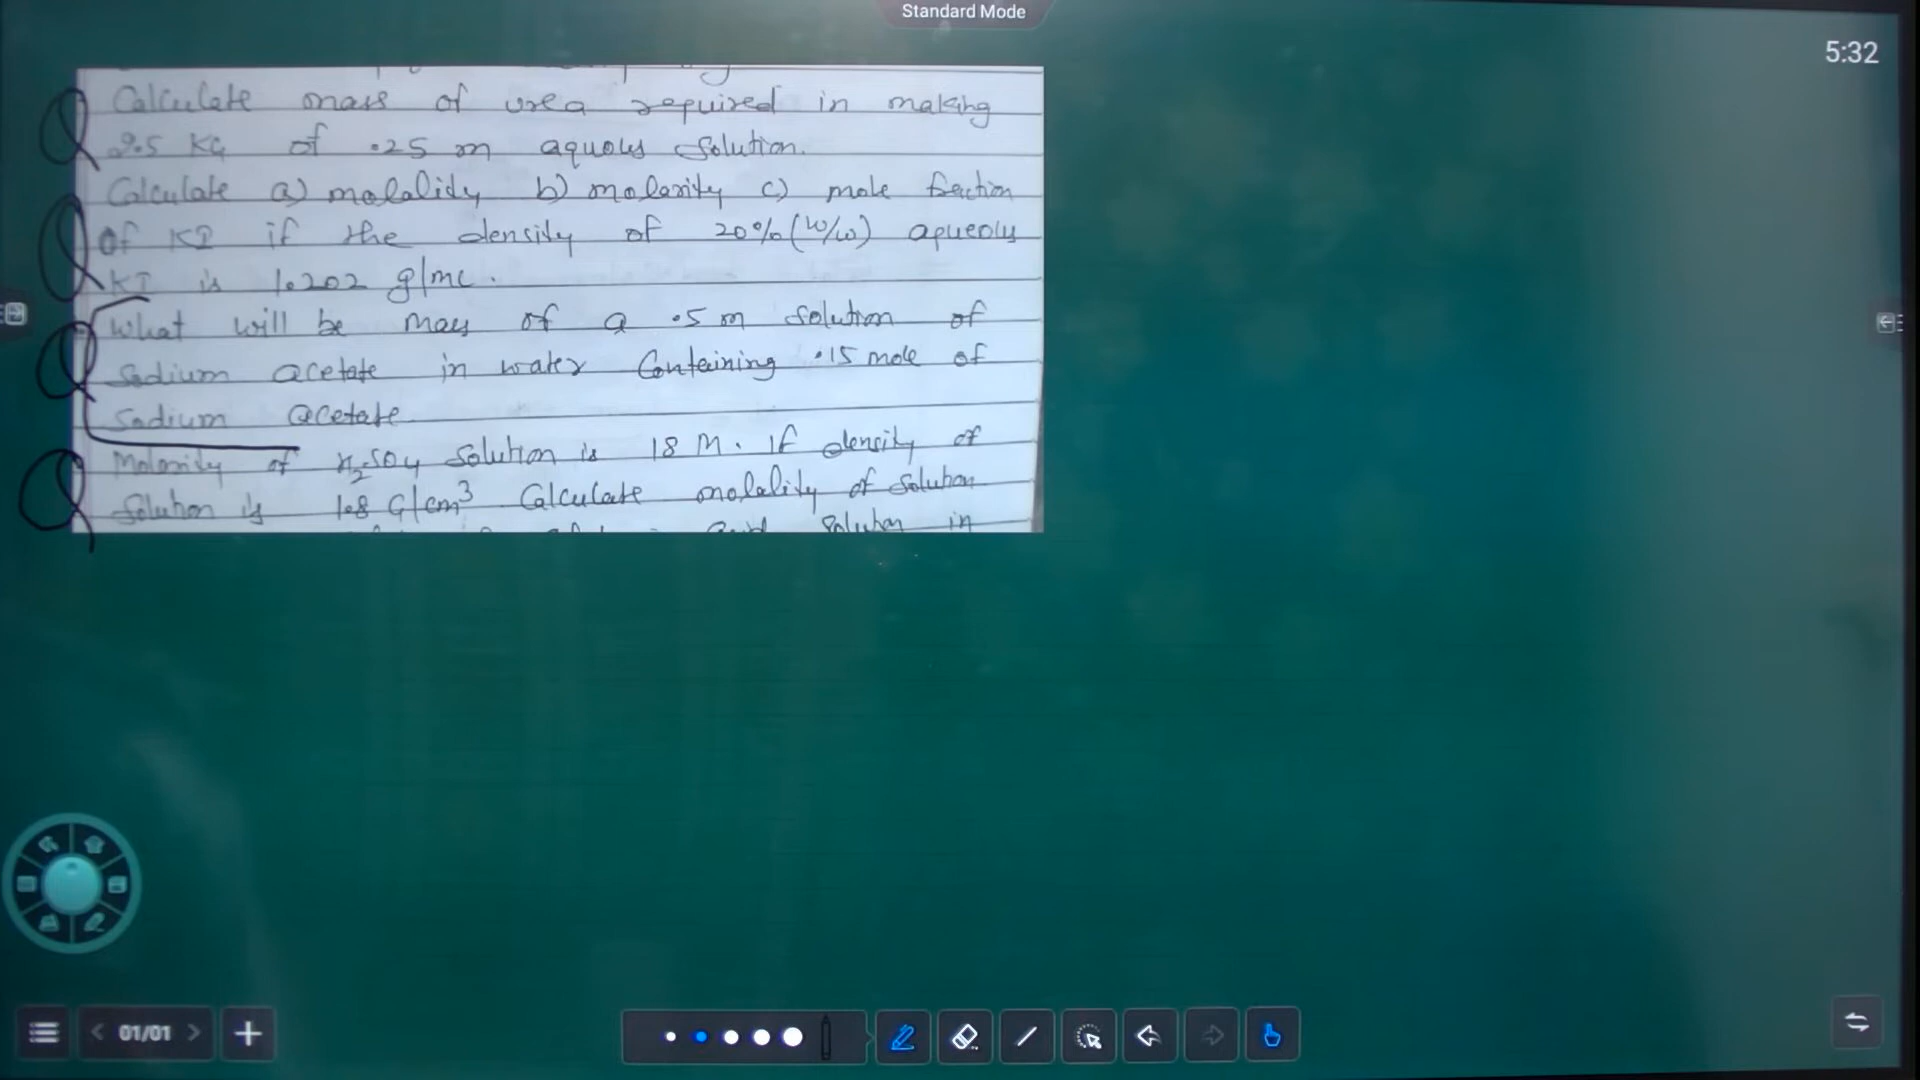 Standard Mode
5:32
Calculate mass of urea required in making
2.5 KG of .25 m aquous solution.
Calculate a) molality b) molarity c) mole fraction
of KI if the density of 20% (w/w) aqueous
KI is 1.202 g/mL.
What will be mass of a .5 m solution of
Sodium acetate in water Containing .15 mole of
Sodium acetate
Molarity of H2SO4 solution is 18 M. If density of
solution is 1.8 G/cm3 Calculate molality of solution
acid solution in
01/01